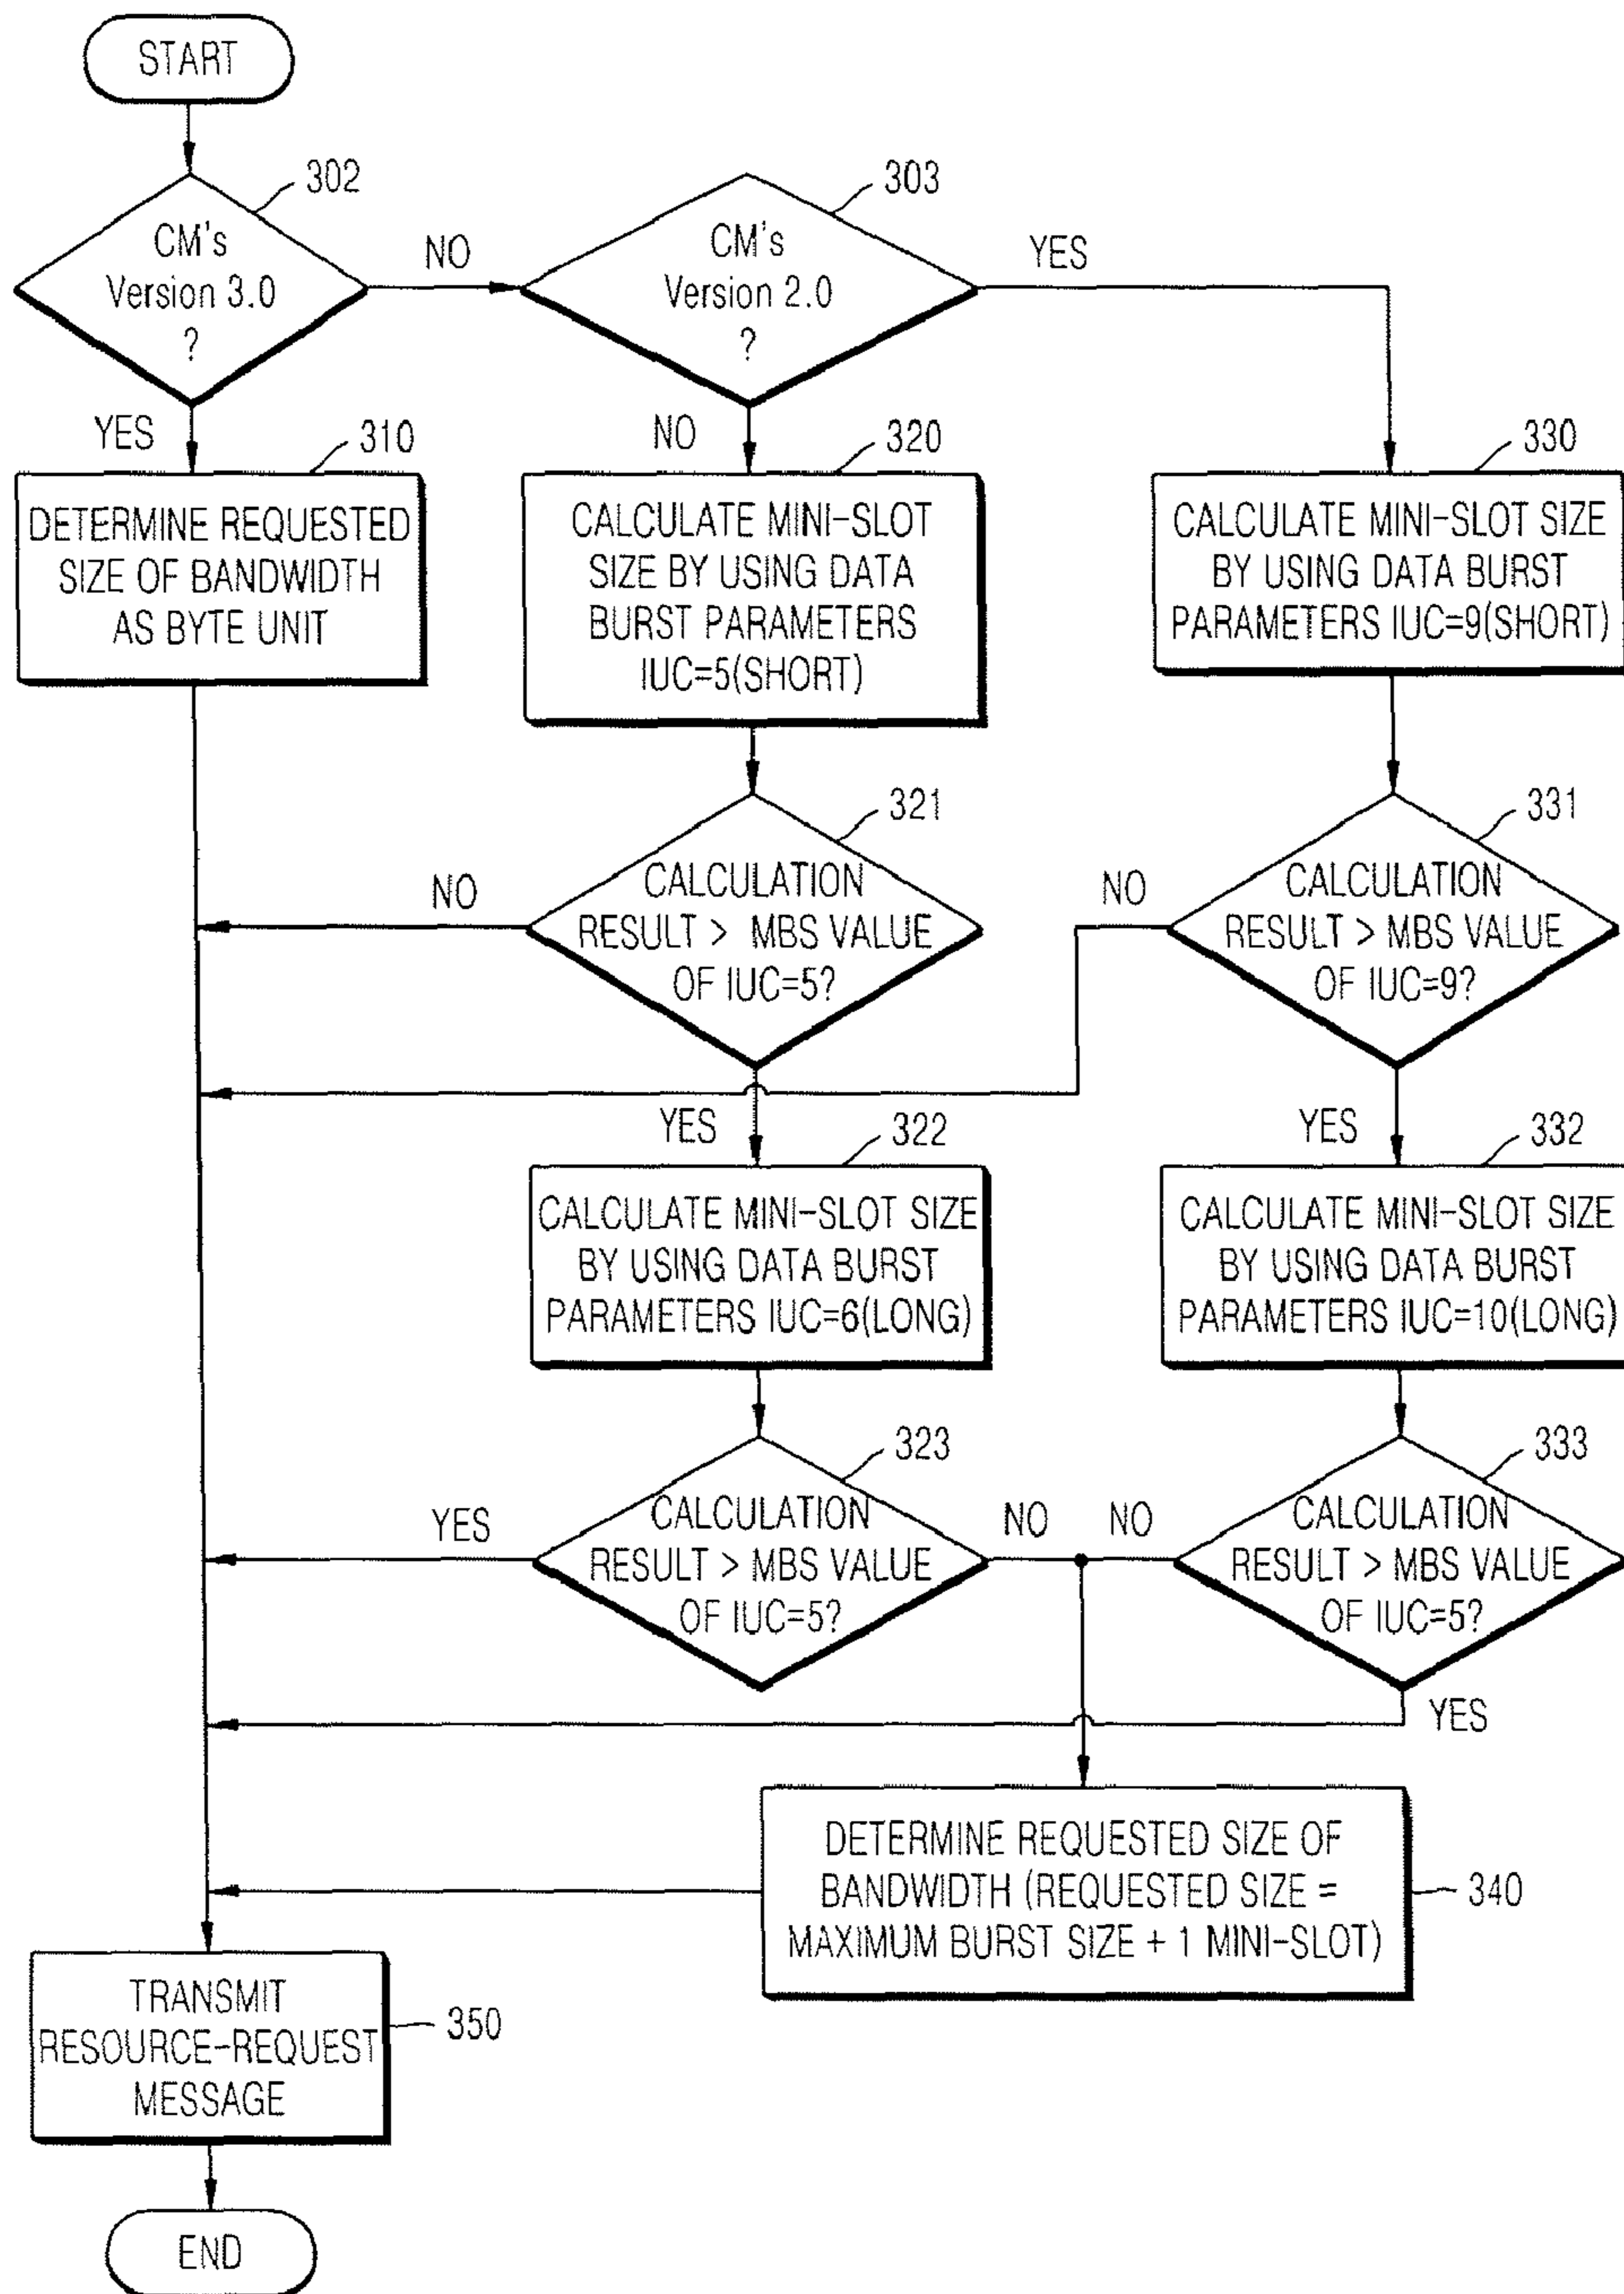 START
302
303
CM's
Version 3.0
?
NO
CM's
Version 2.0
?
YES
YES
310
NO
320
330
DETERMINE REQUESTED
SIZE OF BANDWIDTH
AS BYTE UNIT
CALCULATE MINI-SLOT
SIZE BY USING DATA
BURST PARAMETERS
IUC=5(SHORT)
CALCULATE MINI-SLOT SIZE
BY USING DATA BURST
PARAMETERS IUC=9(SHORT)
321
331
NO
CALCULATION
RESULT > MBS VALUE
OF IUC=5?
NO
CALCULATION
RESULT > MBS VALUE
OF IUC=9?
YES
322
YES
332
CALCULATE MINI-SLOT SIZE
BY USING DATA BURST
PARAMETERS IUC=6(LONG)
CALCULATE MINI-SLOT SIZE
BY USING DATA BURST
PARAMETERS IUC=10(LONG)
323
333
YES
CALCULATION
RESULT > MBS VALUE
OF IUC=5?
NO
NO
CALCULATION
RESULT > MBS VALUE
OF IUC=5?
YES
DETERMINE REQUESTED SIZE OF
BANDWIDTH (REQUESTED SIZE =
MAXIMUM BURST SIZE + 1 MINI-SLOT)
340
TRANSMIT
RESOURCE-REQUEST
MESSAGE
350
END